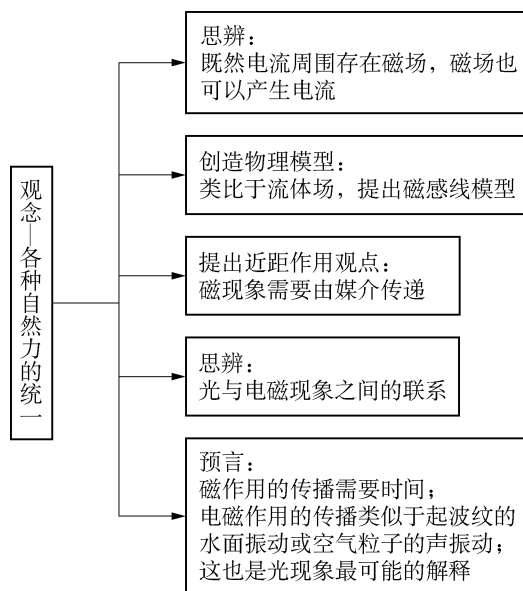 观念—各种自然力的统一
思辨：
既然电流周围存在磁场，磁场也
可以产生电流
创造物理模型：
类比于流体场，提出磁感线模型
提出近距作用观点：
磁现象需要由媒介传递
思辨：
光与电磁现象之间的联系
预言：
磁作用的传播需要时间；
电磁作用的传播类似于起波纹的
水面振动或空气粒子的声振动；
这也是光现象最可能的解释